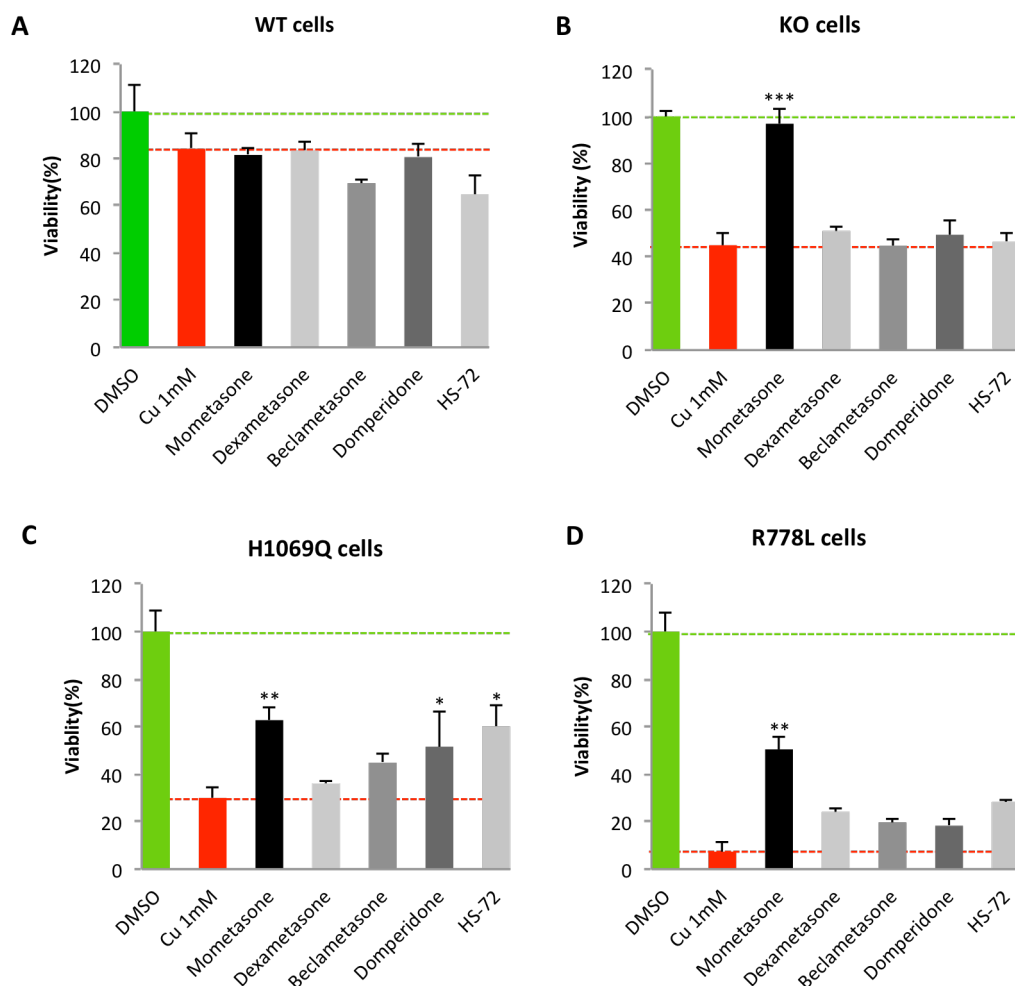 A
WT cells
Viability(%)
120
100
80
60
40
20
0
DMSO
Cu 1mM
Mometasone
Dexametasone
Beclametasone
Domperidone
HS-72
B
KO cells
Viability (%)
120
100
80
60
40
20
0
***
DMSO
Cu 1mM
Mometasone
Dexametasone
Beclametasone
Domperidone
HS-72
C
H1069Q cells
Viablity(%)
120
100
80
60
40
20
0
**
*
*
DMSO
Cu 1mM
Mometasone
Dexametasone
Beclametasone
Domperidone
HS-72
D
R778L cells
Viability(%)
120
100
80
60
40
20
0
**
DMSO
Cu 1mM
Mometasone
Dexametasone
Beclametasone
Domperidone
HS-72